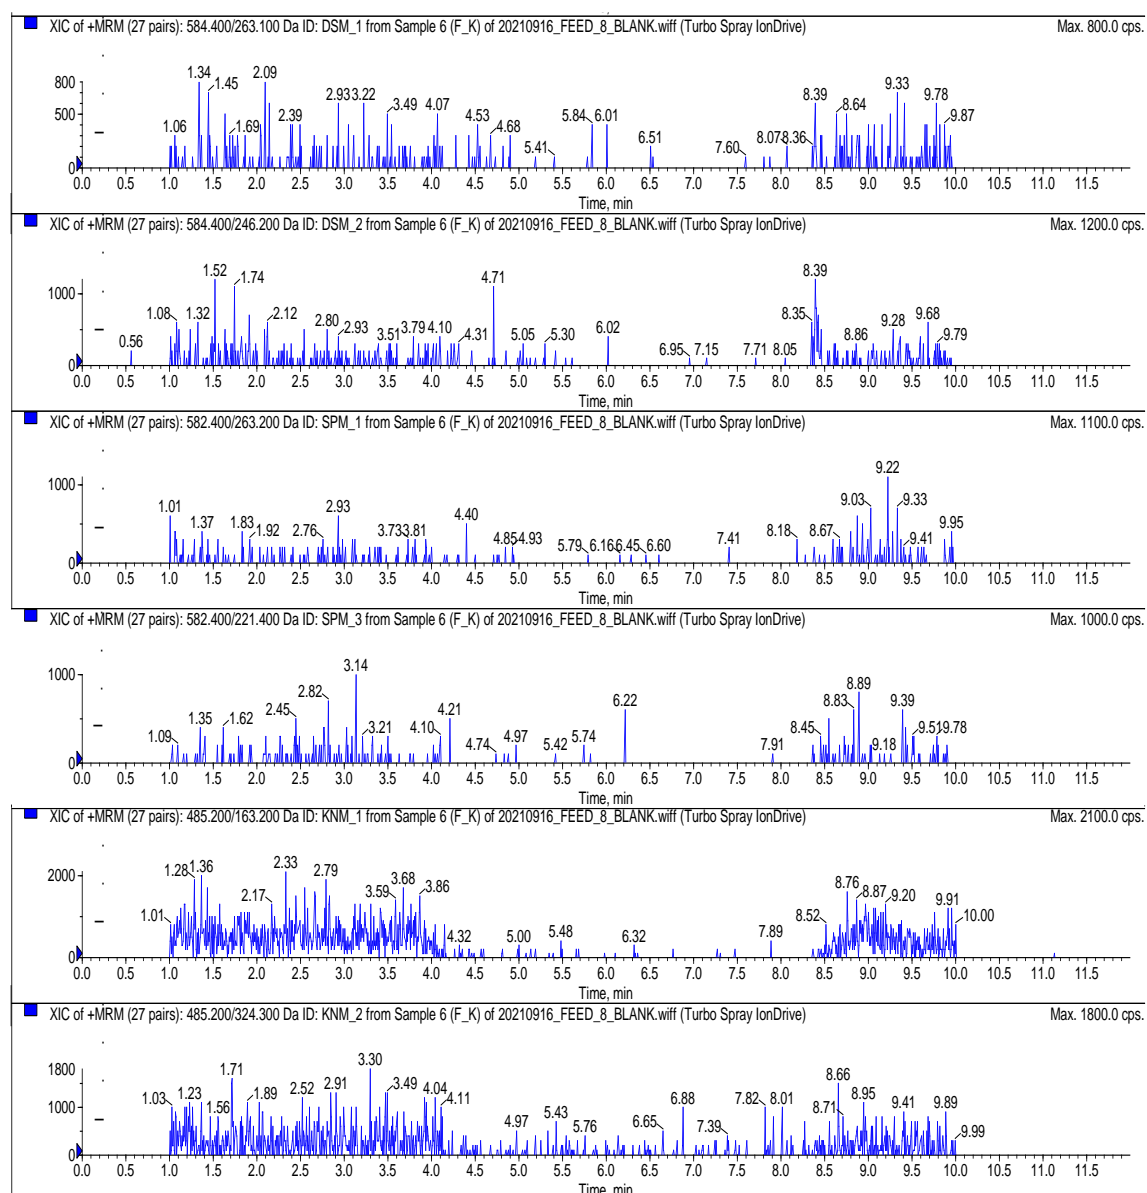 XIC of +MRM (27 pairs): 584.400/263.100 Da ID: DSM_1 from Sample 6 (F_K) of 20210916_FEED_8_BLANK.wiff (Turbo Spray IonDrive) Max. 800.0 cps.
1.34 2.09
800 1.45 9.33
2.93 3.22 8.39 9.78
500 3.49 4.07 8.64
1.06 1.69 2.39 4.53 5.84 6.01 9.87
4.68 6.51 8.07 8.36
5.41 7.60
0
0.0 0.5 1.0 1.5 2.0 2.5 3.0 3.5 4.0 4.5 5.0 5.5 6.0 6.5 7.0 7.5 8.0 8.5 9.0 9.5 10.0 10.5 11.0 11.5
Time, min
XIC of +MRM (27 pairs): 584.400/246.200 Da ID: DSM_2 from Sample 6 (F_K) of 20210916_FEED_8_BLANK.wiff (Turbo Spray IonDrive) Max. 1200.0 cps.
1.52 1.74 4.71 8.39
1000
1.08 1.32 2.12 8.35 9.68
2.80 2.93 3.51 3.79 4.10 4.31 5.05 5.30 6.02 8.86 9.28 9.79
0.56 6.95 7.15 7.71 8.05
0
0.0 0.5 1.0 1.5 2.0 2.5 3.0 3.5 4.0 4.5 5.0 5.5 6.0 6.5 7.0 7.5 8.0 8.5 9.0 9.5 10.0 10.5 11.0 11.5
Time, min
XIC of +MRM (27 pairs): 582.400/263.200 Da ID: SPM_1 from Sample 6 (F_K) of 20210916_FEED_8_BLANK.wiff (Turbo Spray IonDrive) Max. 1100.0 cps.
9.22
1000
1.01 2.93 4.40 9.03 9.33
1.37 1.83 1.92 2.76 3.73 3.81 8.18 8.67 9.41 9.95
4.85 4.93 5.79 6.16 6.45 6.60 7.41
0
0.0 0.5 1.0 1.5 2.0 2.5 3.0 3.5 4.0 4.5 5.0 5.5 6.0 6.5 7.0 7.5 8.0 8.5 9.0 9.5 10.0 10.5 11.0 11.5
Time, min
XIC of +MRM (27 pairs): 582.400/221.400 Da ID: SPM_3 from Sample 6 (F_K) of 20210916_FEED_8_BLANK.wiff (Turbo Spray IonDrive) Max. 1000.0 cps.
3.14
1000
2.82 8.83 8.89
2.45 4.21 6.22 9.39
1.35 1.62 3.21 4.10 8.45 9.51 9.78
1.09 4.74 4.97 5.42 5.74 7.91 9.18
0
0.0 0.5 1.0 1.5 2.0 2.5 3.0 3.5 4.0 4.5 5.0 5.5 6.0 6.5 7.0 7.5 8.0 8.5 9.0 9.5 10.0 10.5 11.0 11.5
Time, min
XIC of +MRM (27 pairs): 485.200/163.200 Da ID: KNM_1 from Sample 6 (F_K) of 20210916_FEED_8_BLANK.wiff (Turbo Spray IonDrive) Max. 2100.0 cps.
2000 1.28 1.36 2.33 2.79
2.17 3.59 3.68 3.86 8.76 8.87 9.20 9.91
1.01 8.52 10.00
4.32 5.00 5.48 6.32 7.89
0
0.0 0.5 1.0 1.5 2.0 2.5 3.0 3.5 4.0 4.5 5.0 5.5 6.0 6.5 7.0 7.5 8.0 8.5 9.0 9.5 10.0 10.5 11.0 11.5
Time, min
XIC of +MRM (27 pairs): 485.200/324.300 Da ID: KNM_2 from Sample 6 (F_K) of 20210916_FEED_8_BLANK.wiff (Turbo Spray IonDrive) Max. 1800.0 cps.
1800 1.71 3.30
2.52 2.91 3.49 8.66
1.03 1.23 1.89 4.04 4.11 6.88 7.82 8.01 8.95
1000 1.56 8.71 9.41 9.89
4.97 5.43 5.76 6.65 7.39 9.99
0
0.0 0.5 1.0 1.5 2.0 2.5 3.0 3.5 4.0 4.5 5.0 5.5 6.0 6.5 7.0 7.5 8.0 8.5 9.0 9.5 10.0 10.5 11.0 11.5
Time, min